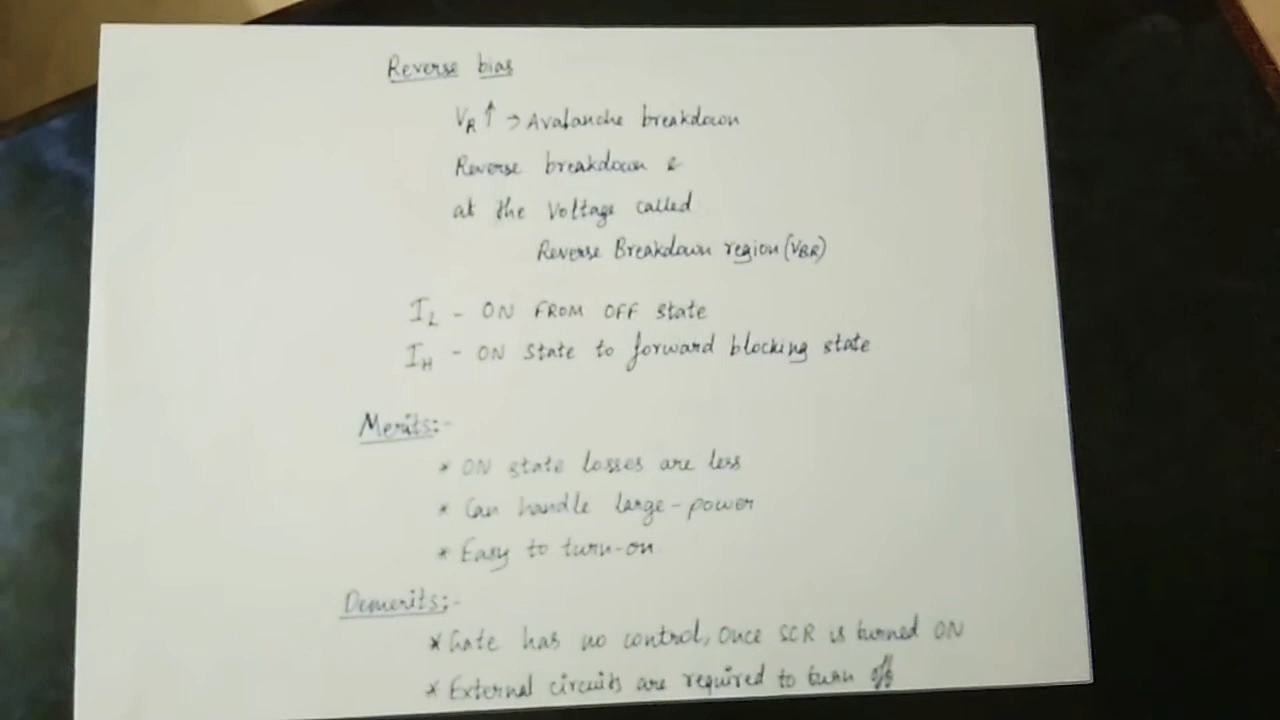 Reverse bias
VR ↑ → Avalanche breakdown
Reverse breakdown &
at the Voltage called
Reverse Breakdown region (VBR)
IL - ON FROM OFF state
IH - ON State to forward blocking state
Merits:-
* ON state losses are less
* Can handle large-power
* Easy to turn-on
Demerits:-
* Gate has no control, Once SCR is turned ON
* External circuits are required to turn off